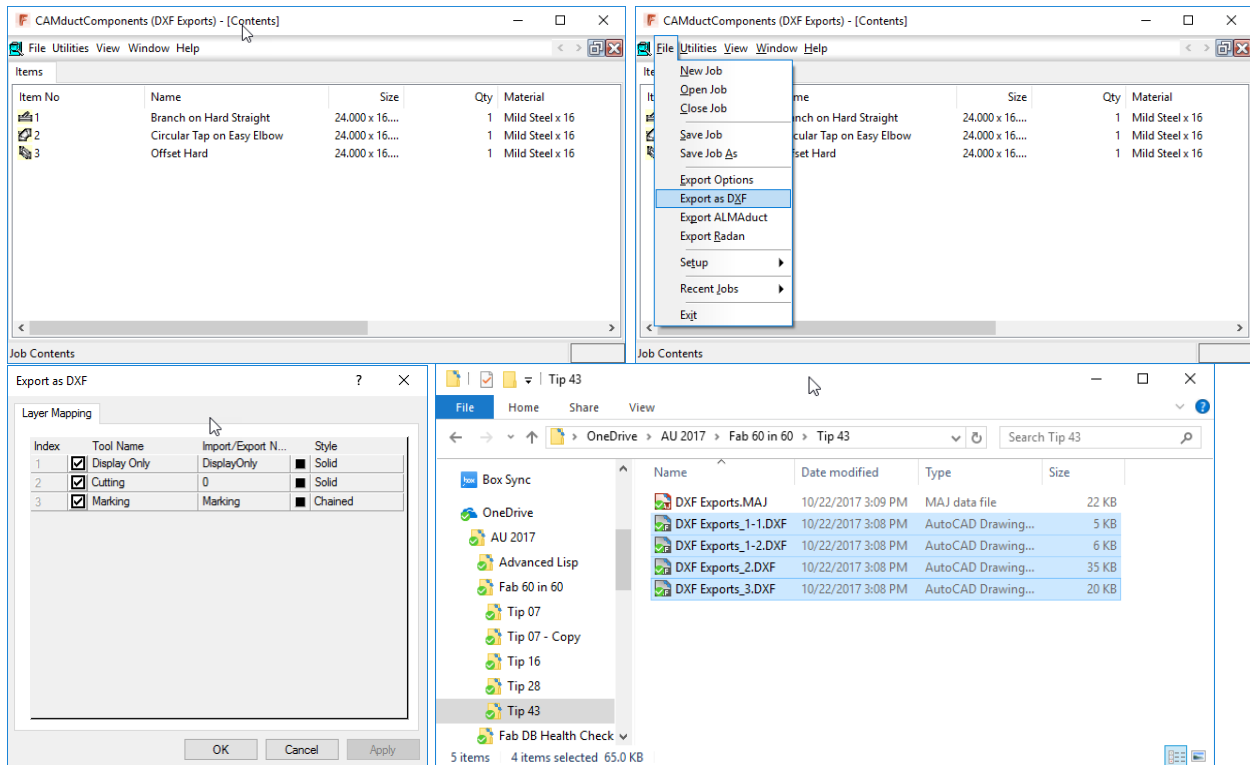 CAMductComponents (DXF Exports) - [Contents]
File Utilities View Window Help
Items
Item No Name Size Qty Material
1 Branch on Hard Straight 24.000 x 16.... 1 Mild Steel x 16
2 Circular Tap on Easy Elbow 24.000 x 16.... 1 Mild Steel x 16
3 Offset Hard 24.000 x 16.... 1 Mild Steel x 16
Job Contents
CAMductComponents (DXF Exports) - [Contents]
File Utilities View Window Help
Ite
It me Size Qty Material
anch on Hard Straight 24.000 x 16.... 1 Mild Steel x 16
cular Tap on Easy Elbow 24.000 x 16.... 1 Mild Steel x 16
fset Hard 24.000 x 16.... 1 Mild Steel x 16
New Job
Open Job
Close Job
Save Job
Save Job As
Export Options
Export as DXF
Export ALMAduct
Export Radan
Setup
Recent Jobs
Exit
Job Contents
Export as DXF ?
Layer Mapping
Index Tool Name Import/Export N... Style
1 Display Only DisplayOnly Solid
2 Cutting 0 Solid
3 Marking Marking Chained
OK Cancel Apply
Tip 43
File Home Share View
OneDrive > AU 2017 > Fab 60 in 60 > Tip 43
Search Tip 43
box Box Sync
OneDrive
AU 2017
Advanced Lisp
Fab 60 in 60
Tip 07
Tip 07 - Copy
Tip 16
Tip 28
Tip 43
Fab DB Health Check
Name Date modified Type Size
DXF Exports.MAJ 10/22/2017 3:09 PM MAJ data file 22 KB
DXF Exports_1-1.DXF 10/22/2017 3:08 PM AutoCAD Drawing... 5 KB
DXF Exports_1-2.DXF 10/22/2017 3:08 PM AutoCAD Drawing... 6 KB
DXF Exports_2.DXF 10/22/2017 3:08 PM AutoCAD Drawing... 35 KB
DXF Exports_3.DXF 10/22/2017 3:08 PM AutoCAD Drawing... 20 KB
5 items 4 items selected 65.0 KB